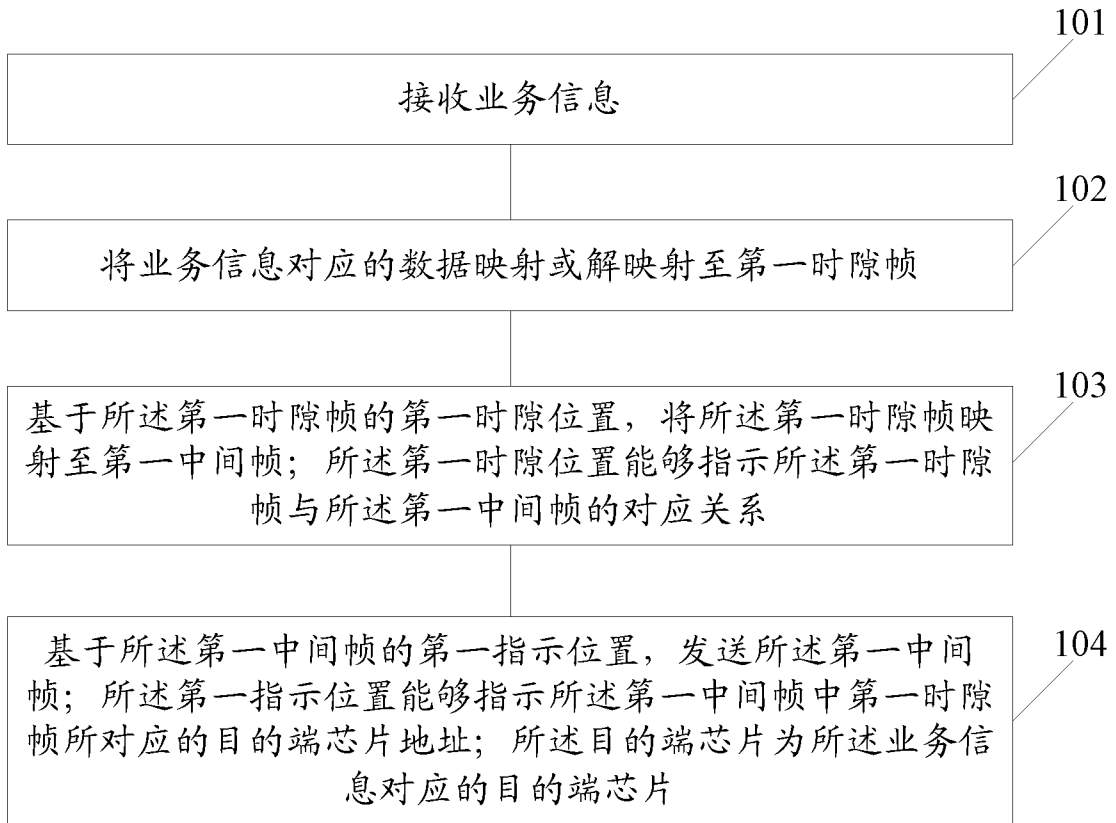 101
接收业务信息
102
将业务信息对应的数据映射或解映射至第一时隙帧
103
基于所述第一时隙帧的第一时隙位置，将所述第一时隙帧映
射至第一中间帧；所述第一时隙位置能够指示所述第一时隙
帧与所述第一中间帧的对应关系
104
基于所述第一中间帧的第一指示位置，发送所述第一中间
帧；所述第一指示位置能够指示所述第一中间帧中第一时隙
帧所对应的目的端芯片地址；所述目的端芯片为所述业务信
息对应的目的端芯片